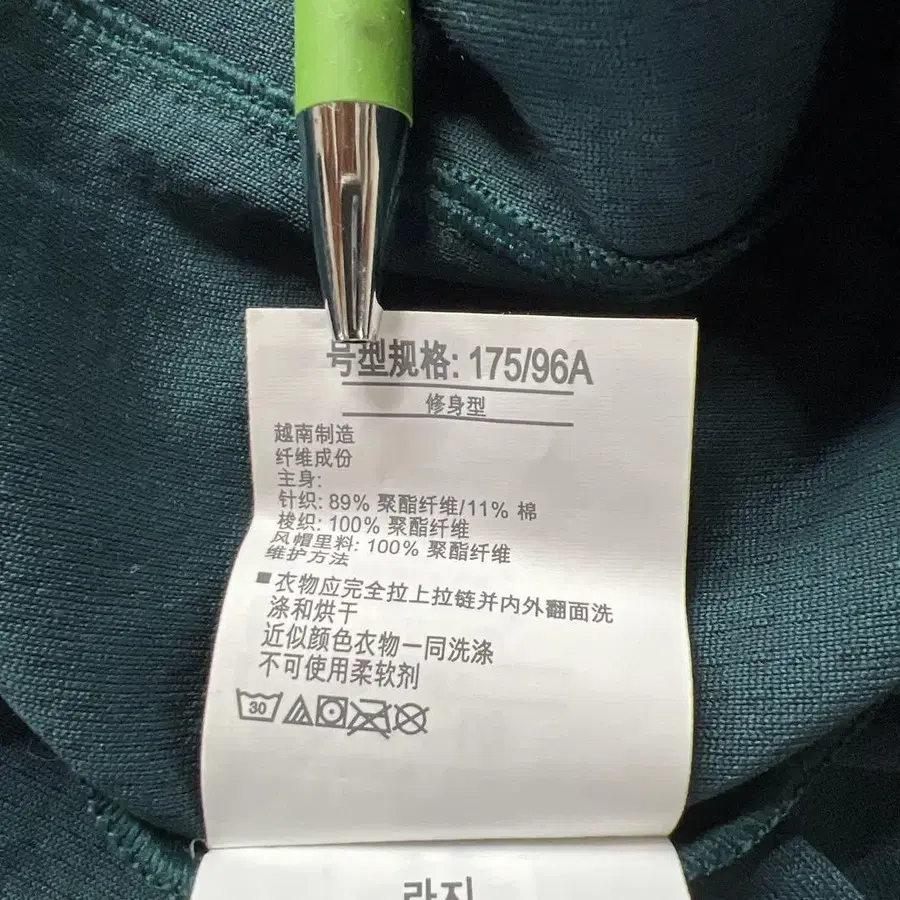 号型规格: 175/96A
修身型
越南制造
纤维成份
主身:
针织: 89% 聚酯纤维/11% 棉
梭织: 100% 聚酯纤维
风帽里料: 100% 聚酯纤维
维护方法
■衣物应完全拉上拉链并内外翻面洗
涤和烘干
近似颜色衣物一同洗涤
不可使用柔软剂
30
라지